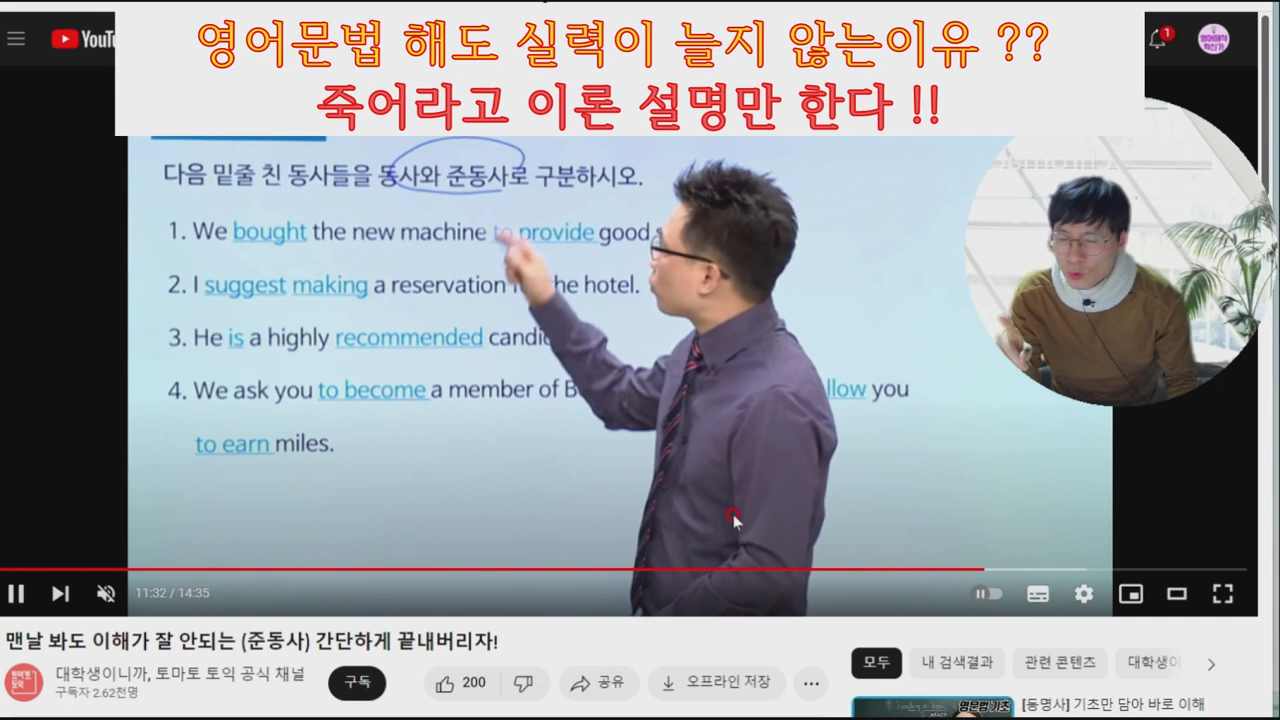 영어문법 해도 실력이 늘지 않는이유 ??
죽어라고 이론 설명만 한다 !!
YouTu
1
다음 밑줄 친 동사들을 동사와 준동사로 구분하시오.
1. We bought the new machine to provide good
2. I suggest making a reservation he hotel.
3. He is a highly recommended candi
4. We ask you to become a member of B llow you
to earn miles.
11:32 / 14:35
맨날 봐도 이해가 잘 안되는 (준동사) 간단하게 끝내버리자!
대학생이니까, 토마토 토익 공식 채널
구독자 2.62천명
구독
200
공유
오프라인 저장
모두
내 검색결과
관련 콘텐츠
대학생이
영문법 기초
[동명사] 기초만 담아 바로 이해